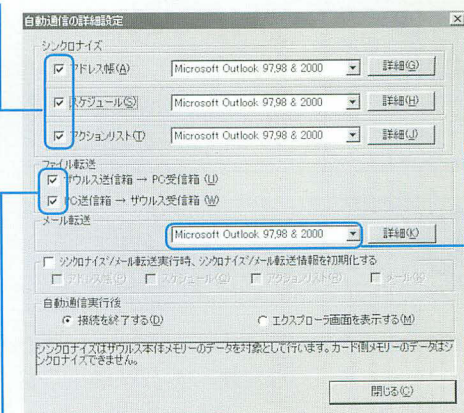 自動通信の詳細設定
シンクロナイズ
アドレス帳(A) Microsoft Outlook 97,98 & 2000 詳細(G)
スケジュール(S) Microsoft Outlook 97,98 & 2000 詳細(H)
アクションリスト(T) Microsoft Outlook 97,98 & 2000 詳細(J)
ファイル転送
ザウルス送信箱 → PC受信箱 (U)
PC送信箱 → ザウルス受信箱 (W)
メール転送
Microsoft Outlook 97,98 & 2000 詳細(K)
シンクロナイズ/メール転送実行時、シンクロナイズ/メール転送情報を初期化する
アドレス帳 スケジュール アクションリスト メール
自動通信実行後
接続を終了する(D) エクスプローラ画面を表示する(M)
シンクロナイズはザウルス本体メモリーのデータを対象として行います。カード側メモリーのデータはシ
ンクロナイズできません。
閉じる(C)